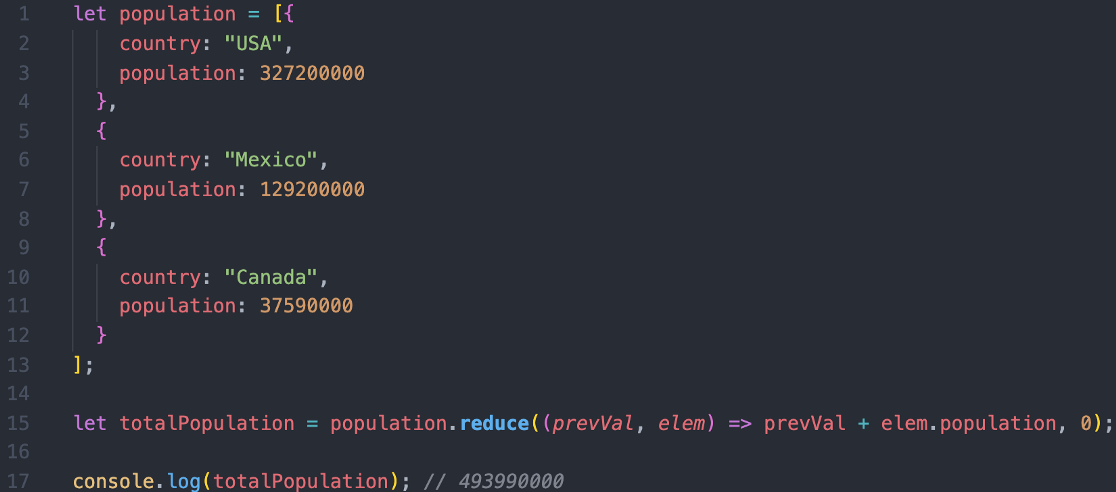 1 let population = [{
2 country: "USA",
3 population: 327200000
4 },
5 {
6 country: "Mexico",
7 population: 129200000
8 },
9 {
10 country: "Canada",
11 population: 37590000
12 }
13 ];
14
15 let totalPopulation = population.reduce((prevVal, elem) => prevVal + elem.population, 0);
16
17 console.log(totalPopulation); // 493990000